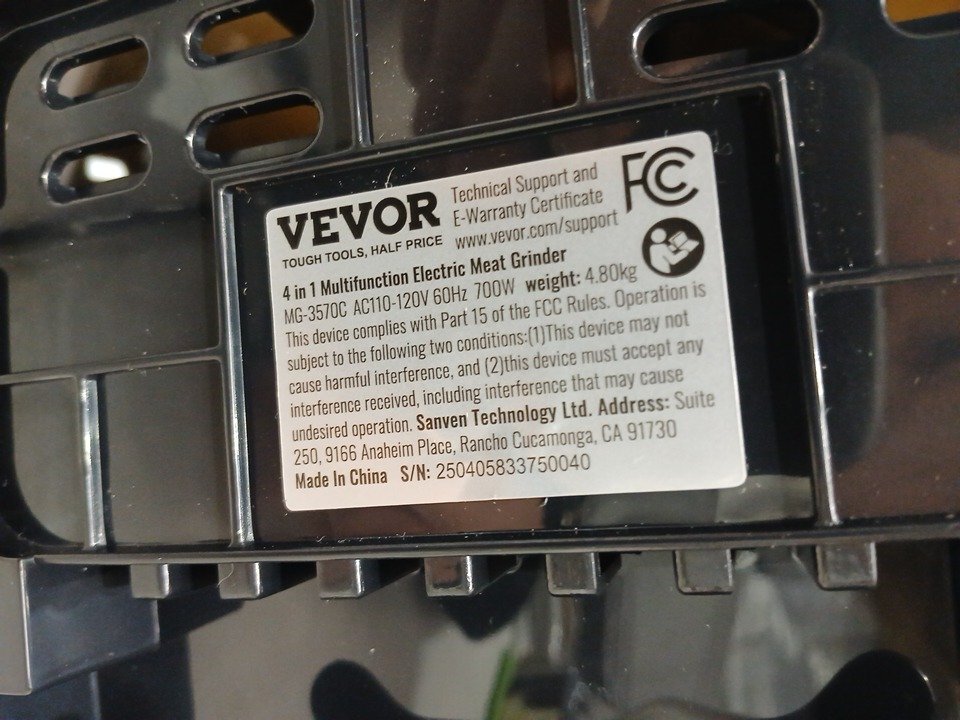 VEVOR
TOUGH TOOLS, HALF PRICE
Technical Support and
E-Warranty Certificate
www.vevor.com/support
FC
4 in 1 Multifunction Electric Meat Grinder
MG-3570C AC110-120V 60Hz 700W weight: 4.80kg
This device complies with Part 15 of the FCC Rules. Operation is
subject to the following two conditions:(1)This device may not
cause harmful interference, and (2)this device must accept any
interference received, including interference that may cause
undesired operation. Sanven Technology Ltd. Address: Suite
250, 9166 Anaheim Place, Rancho Cucamonga, CA 91730
Made In China S/N: 250405833750040